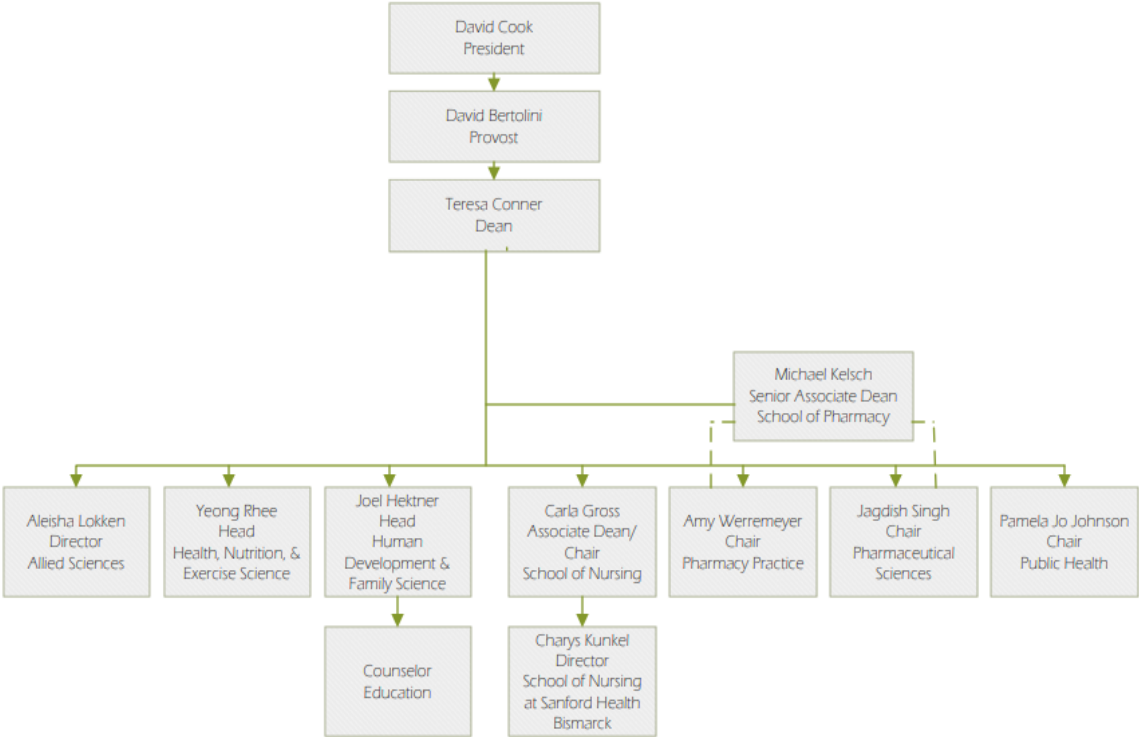 David Cook
President
David Bertolini
Provost
Teresa Conner
Dean
Michael Kelsch
Senior Associate Dean
School of Pharmacy
Aleisha Lokken
Director
Allied Sciences
Yeong Rhee
Head
Health, Nutrition, &
Exercise Science
Joel Hektner
Head
Human
Development &
Family Science
Carla Gross
Associate Dean/
Chair
School of Nursing
Amy Werremeyer
Chair
Pharmacy Practice
Jagdish Singh
Chair
Pharmaceutical
Sciences
Pamela Jo Johnson
Chair
Public Health
Counselor
Education
Charys Kunkel
Director
School of Nursing
at Sanford Health
Bismarck